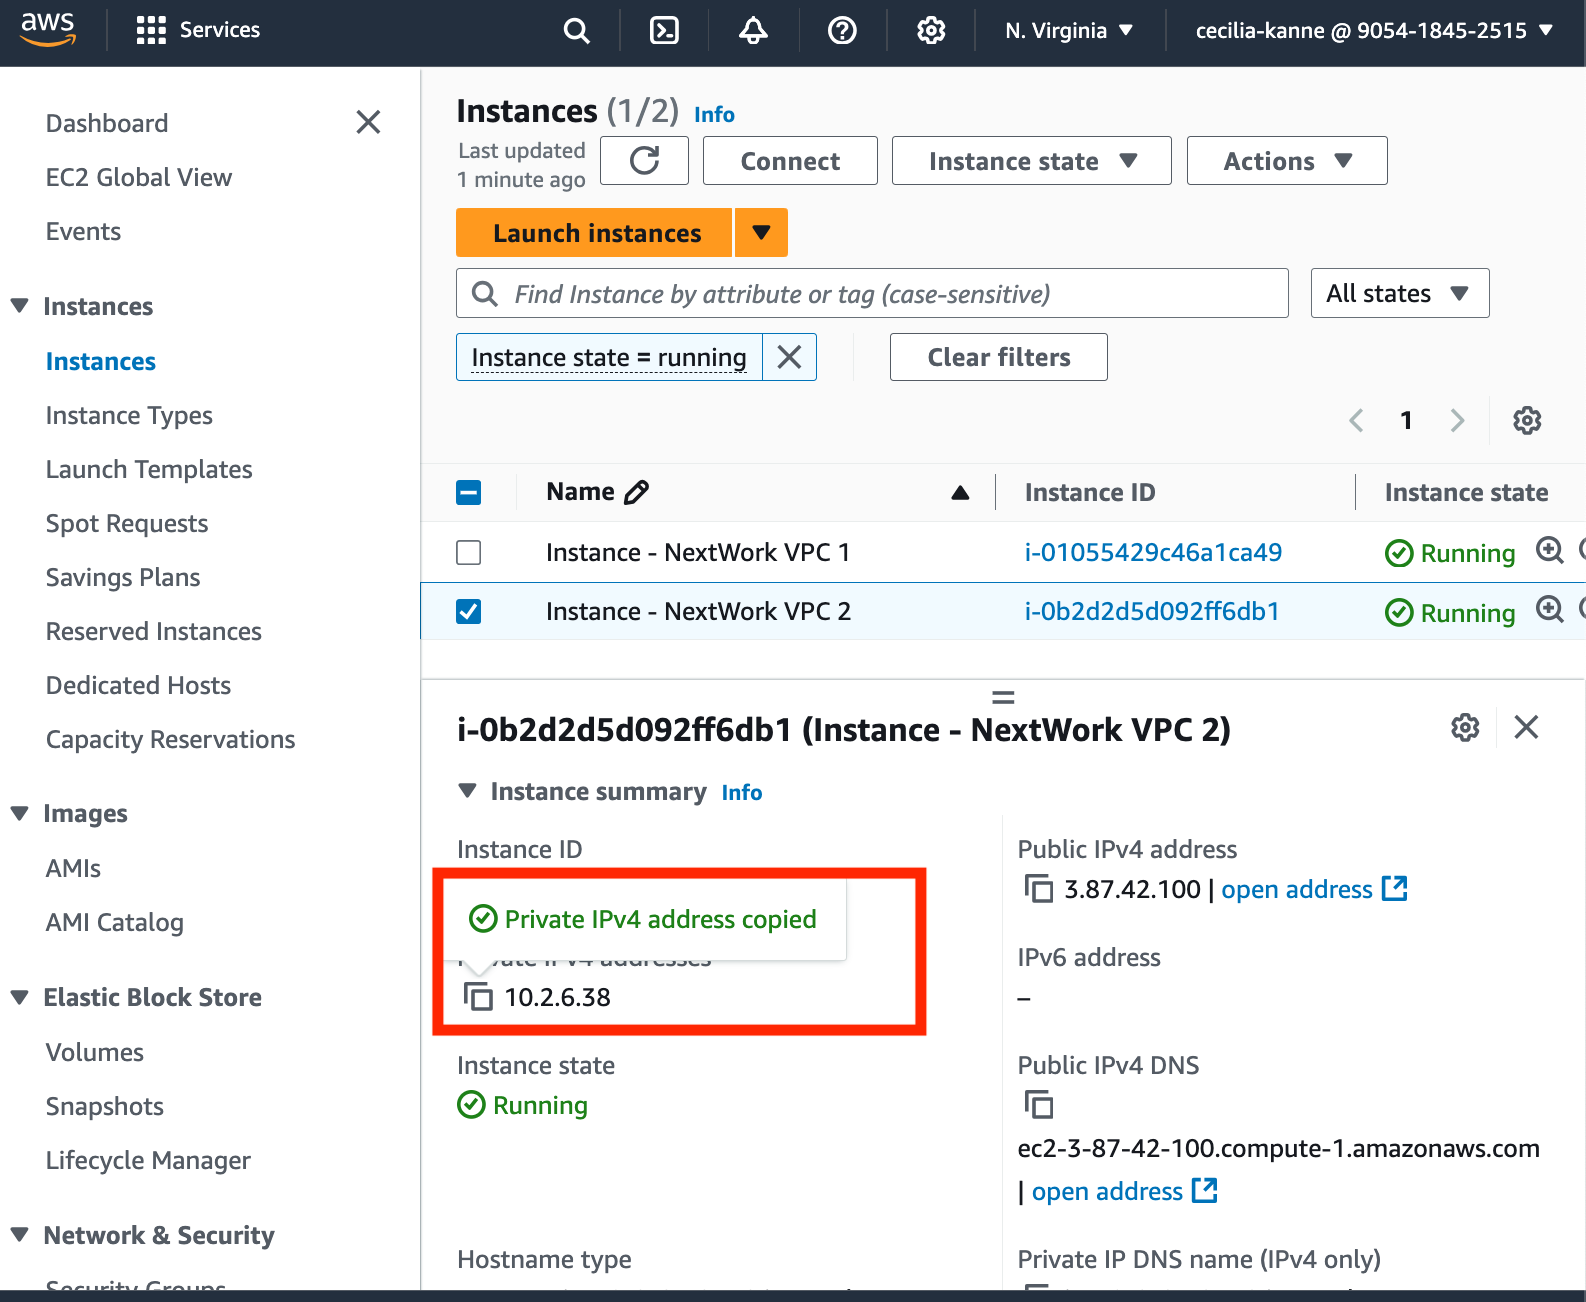 aws Services N. Virginia cecilia-kanne @ 9054-1845-2515
Dashboard
EC2 Global View
Events
Instances
Instances
Instance Types
Launch Templates
Spot Requests
Savings Plans
Reserved Instances
Dedicated Hosts
Capacity Reservations
Images
AMIs
AMI Catalog
Elastic Block Store
Volumes
Snapshots
Lifecycle Manager
Network & Security
Security Groups
Instances (1/2) Info
Last updated
1 minute ago
Connect
Instance state
Actions
Launch instances
Find Instance by attribute or tag (case-sensitive)
All states
Instance state = running
Clear filters
1
Name Instance ID Instance state
Instance - NextWork VPC 1 i-01055429c46a1ca49 Running
Instance - NextWork VPC 2 i-0b2d2d5d092ff6db1 Running
i-0b2d2d5d092ff6db1 (Instance - NextWork VPC 2)
Instance summary Info
Instance ID
Private IPv4 address copied
Private IPv4 addresses
10.2.6.38
Instance state
Running
Hostname type
Public IPv4 address
3.87.42.100 | open address
IPv6 address
–
Public IPv4 DNS
ec2-3-87-42-100.compute-1.amazonaws.com
| open address
Private IP DNS name (IPv4 only)